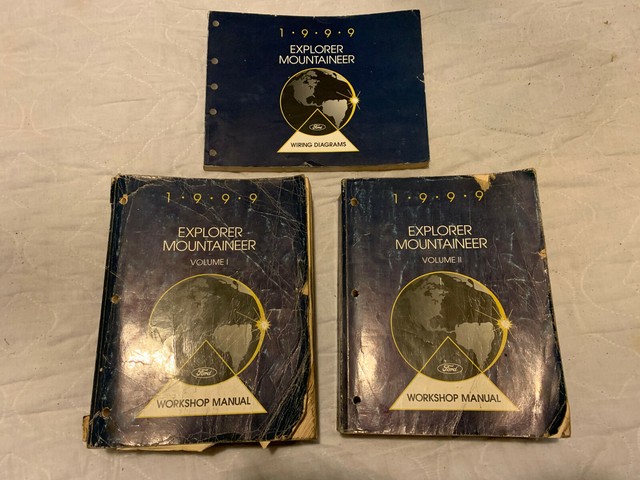 1·9·9·9
EXPLORER
MOUNTAINEER
Ford
WIRING DIAGRAMS
1·9·9·9
EXPLORER
MOUNTAINEER
VOLUME I
Ford
WORKSHOP MANUAL
1·9·9·9
EXPLORER
MOUNTAINEER
VOLUME II
Ford
WORKSHOP MANUAL